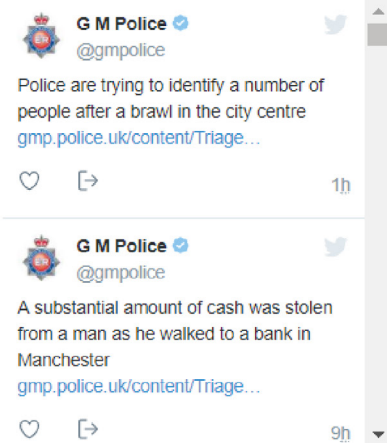 G M Police
@gmpolice
Police are trying to identify a number of
people after a brawl in the city centre
gmp.police.uk/content/Triage…
1h
G M Police
@gmpolice
A substantial amount of cash was stolen
from a man as he walked to a bank in
Manchester
gmp.police.uk/content/Triage…
9h